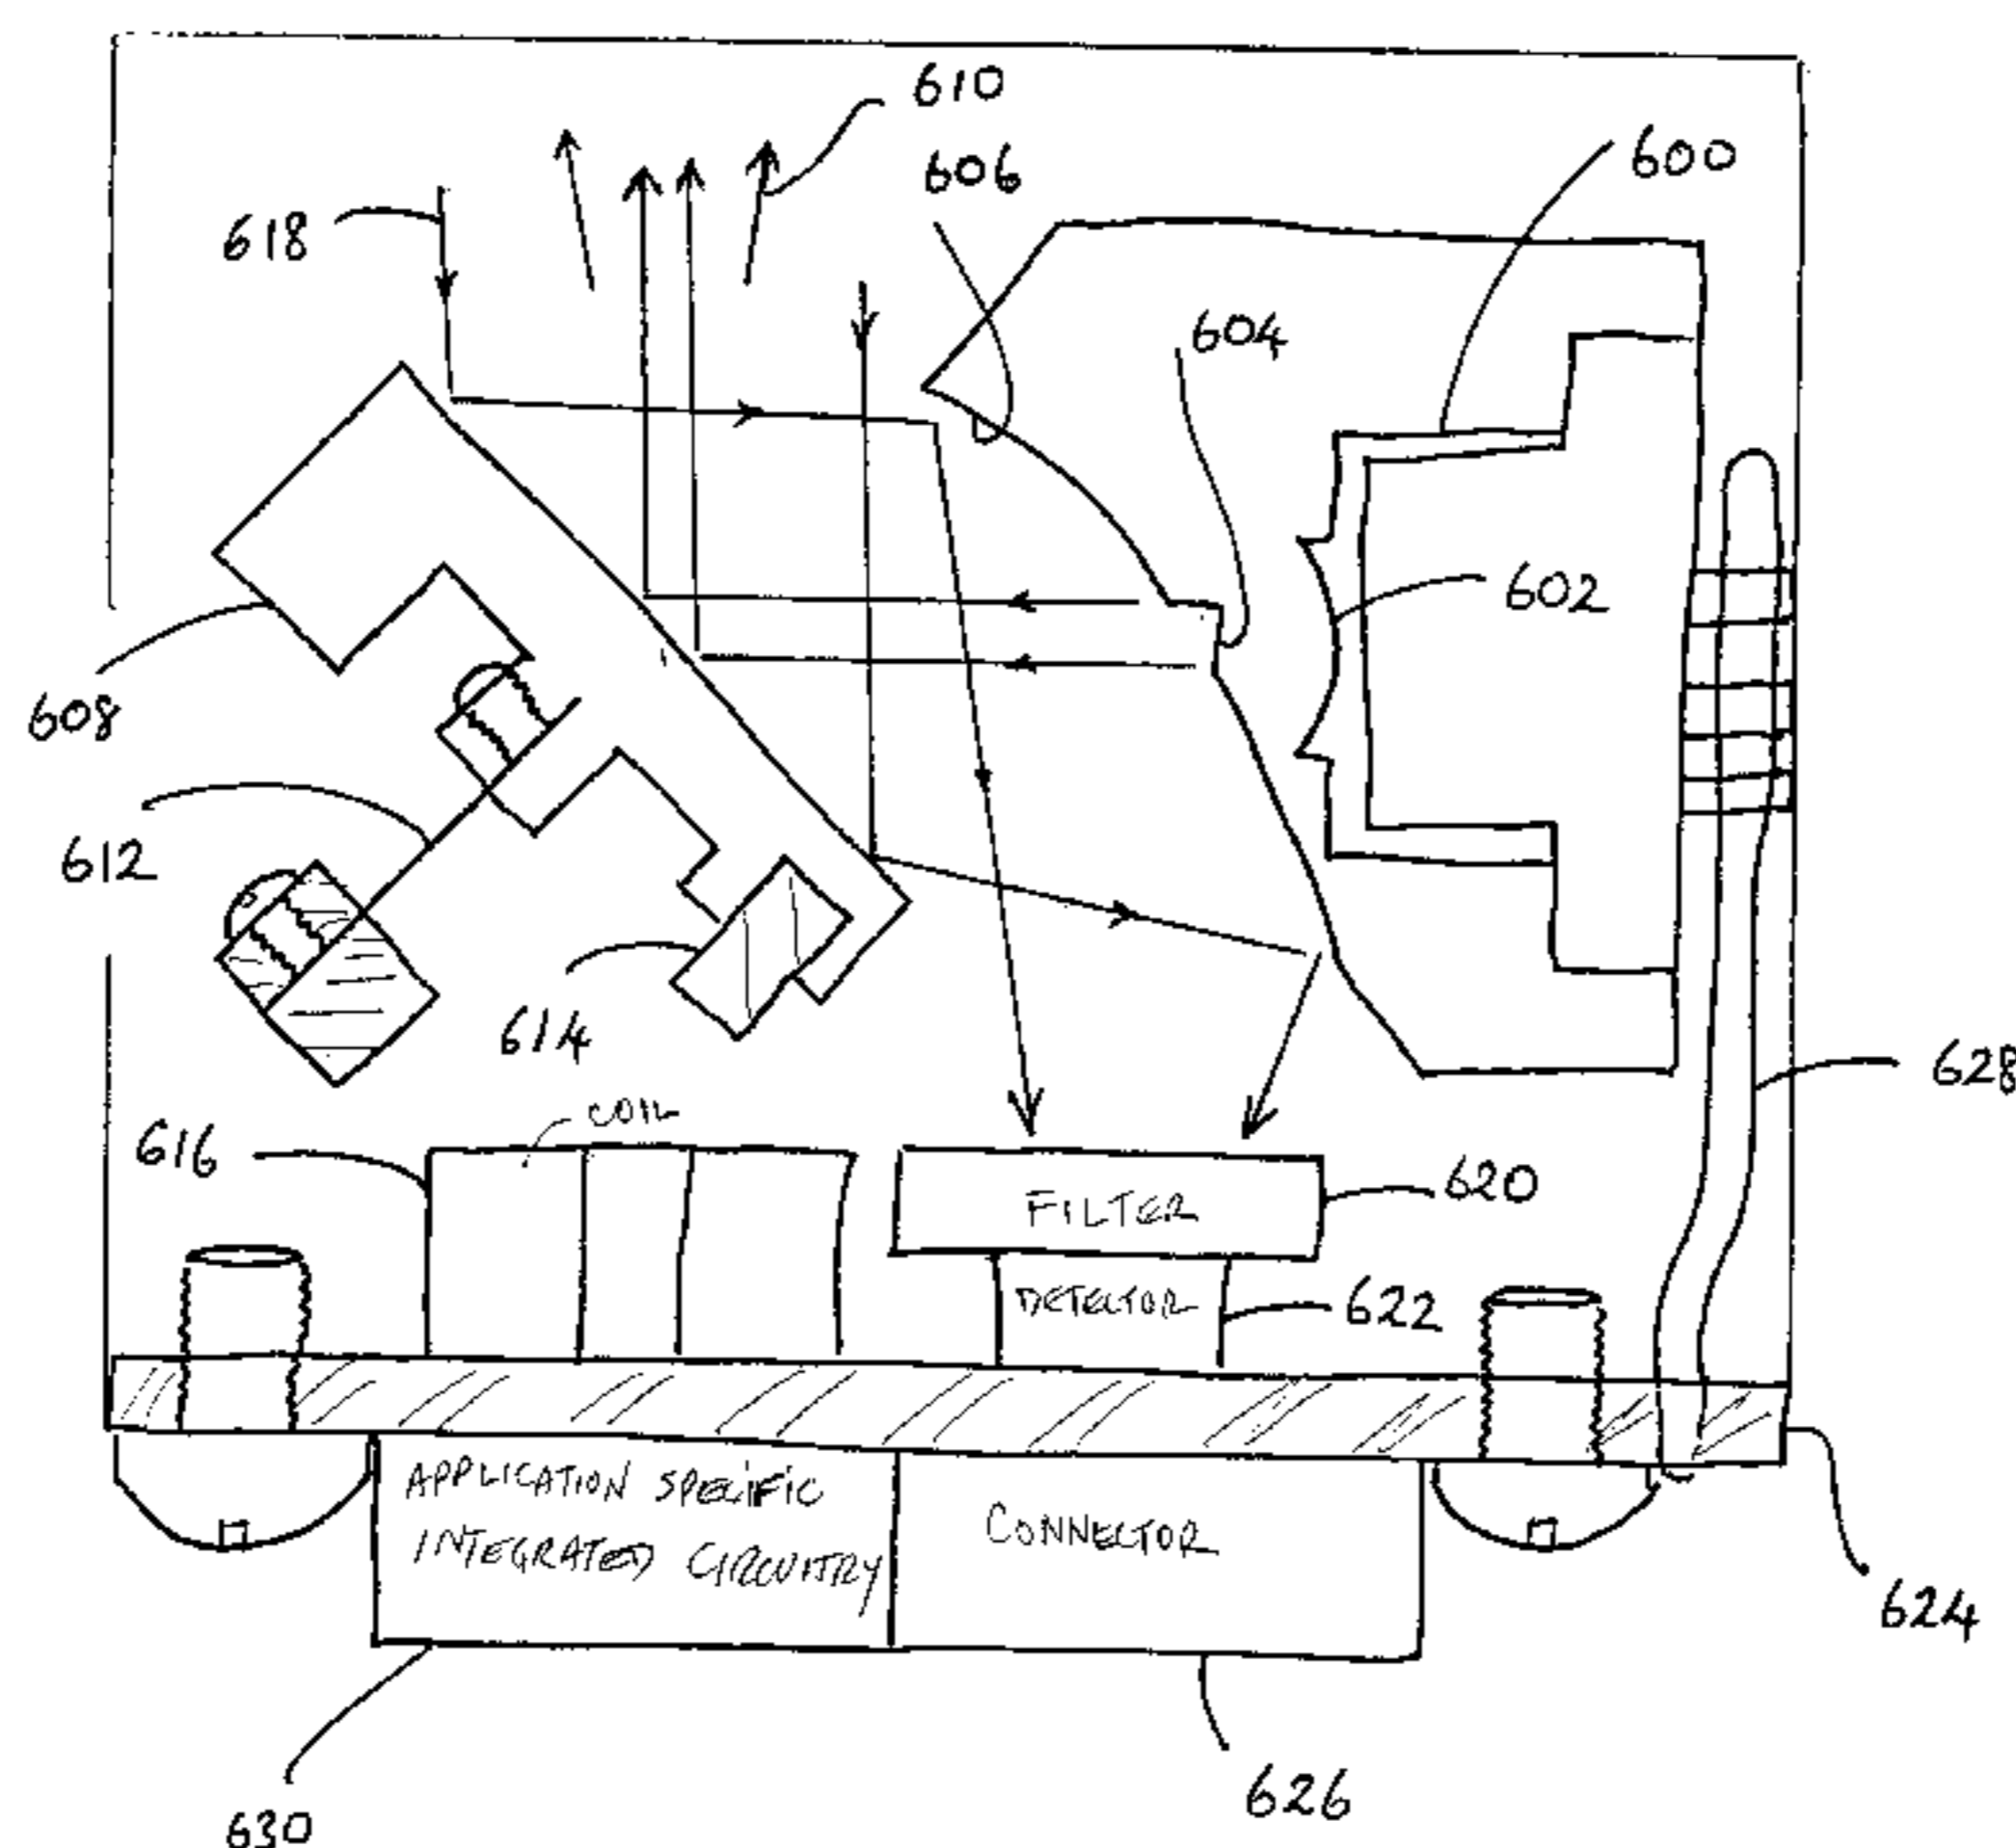 610
606
600
618
604
602
608
612
614
628
COIL
616
FILTER
620
DETECTOR
622
APPLICATION SPECIFIC
INTEGRATED CIRCUITRY
CONNECTOR
624
626
630